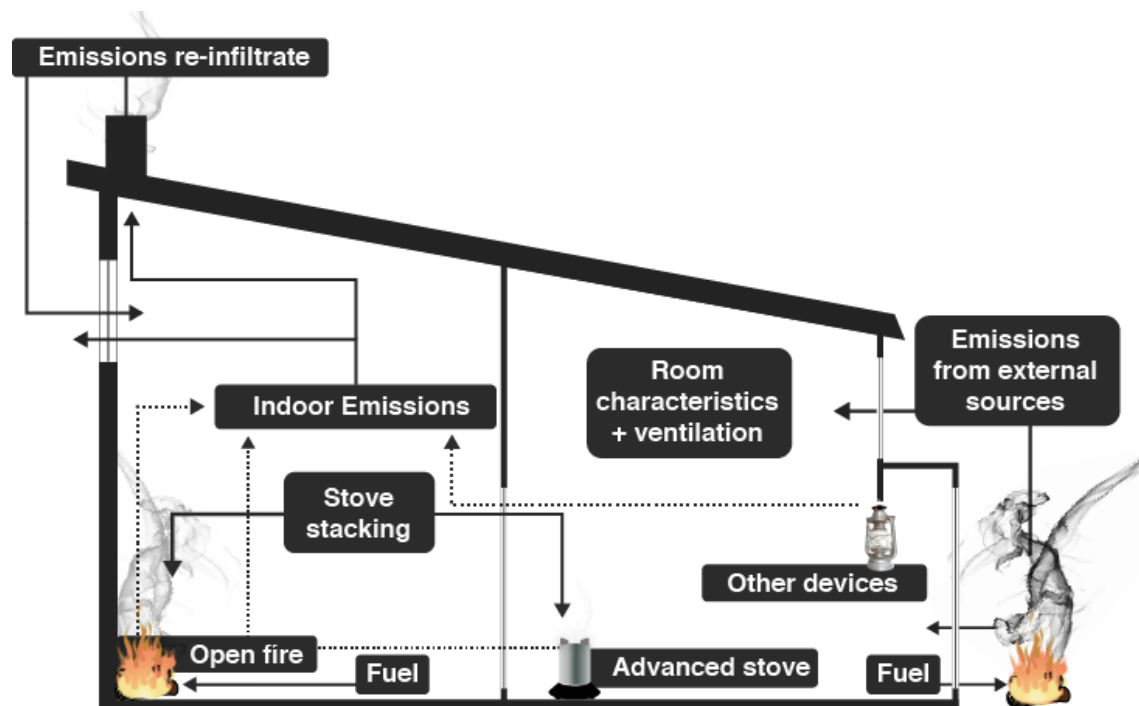 Emissions re-infiltrate
Indoor Emissions
Room
characteristics
+ ventilation
Emissions
from external
sources
Stove
stacking
Other devices
Open fire
Fuel
Advanced stove
Fuel